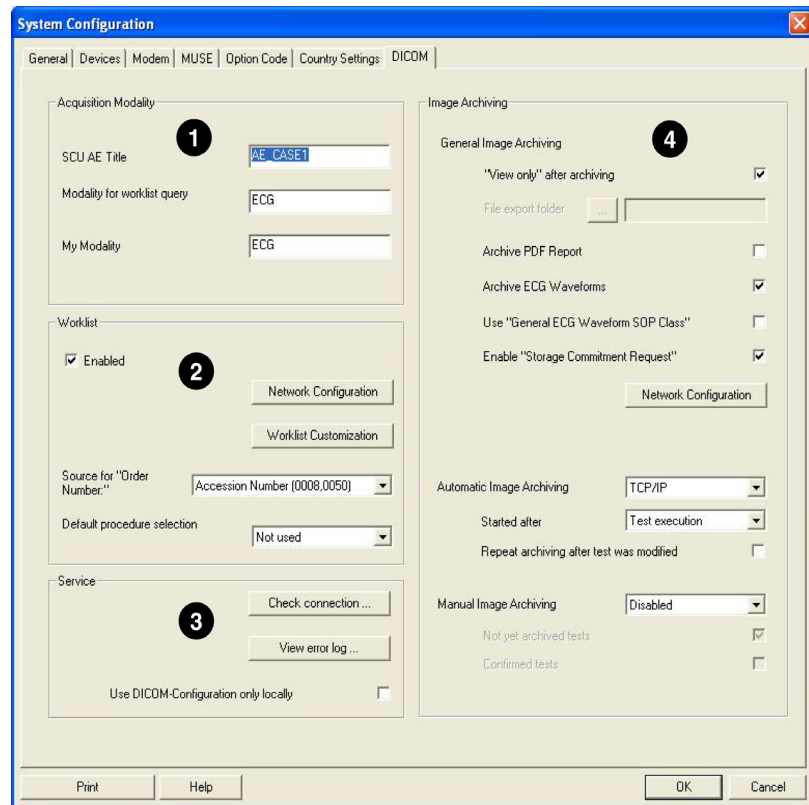 System Configuration
General Devices Modem MUSE Option Code Country Settings DICOM
Acquisition Modality
1
SCU AE Title
AE_CASE1
Modality for worklist query
ECG
My Modality
ECG
Worklist
Enabled
2
Network Configuration
Worklist Customization
Source for "Order
Number:"
Accession Number (0008,0050)
Default procedure selection
Not used
Service
Check connection ...
3
View error log ...
Use DICOM-Configuration only locally
Image Archiving
General Image Archiving
4
"View only" after archiving
File export folder
...
Archive PDF Report
Archive ECG Waveforms
Use "General ECG Waveform SOP Class"
Enable "Storage Commitment Request"
Network Configuration
Automatic Image Archiving
TCP/IP
Started after
Test execution
Repeat archiving after test was modified
Manual Image Archiving
Disabled
Not yet archived tests
Confirmed tests
Print
Help
OK
Cancel